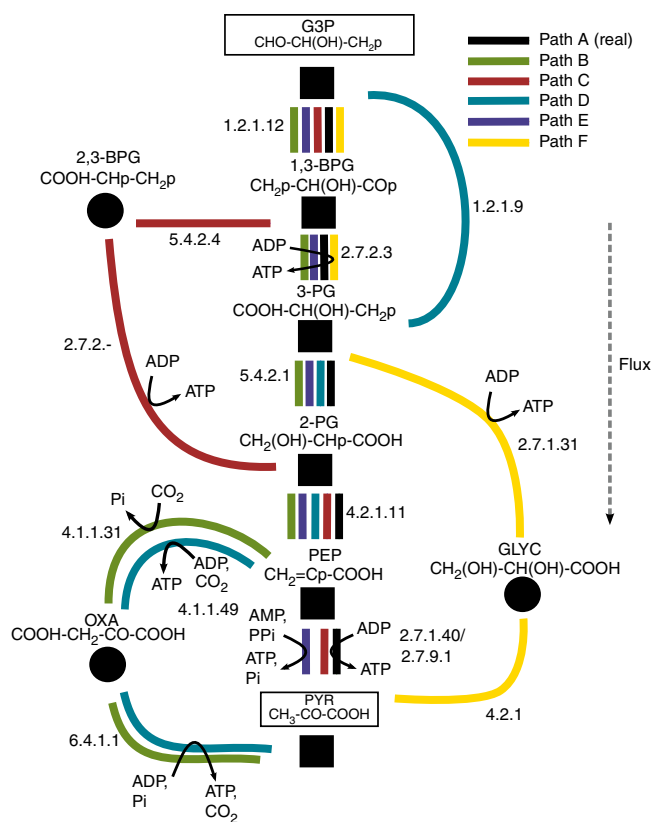 G3P
CHO-CH(OH)-CH₂p
Path A (real)
Path B
Path C
Path D
Path E
Path F
1.2.1.12
2,3-BPG
COOH-CHp-CH₂p
1,3-BPG
CH₂p-CH(OH)-COp
1.2.1.9
5.4.2.4
ADP
ATP
2.7.2.3
3-PG
COOH-CH(OH)-CH₂p
2.7.2.-
ADP
ATP
5.4.2.1
ADP
ATP
Flux
2.7.1.31
2-PG
CH₂(OH)-CHp-COOH
Pi
CO₂
4.1.1.31
4.2.1.11
ADP,
CO₂
ATP
4.1.1.49
PEP
CH₂=Cp-COOH
GLYC
CH₂(OH)-CH(OH)-COOH
OXA
COOH-CH₂-CO-COOH
AMP,
PPi
ATP,
Pi
ADP
ATP
2.7.1.40/
2.7.9.1
PYR
CH₃-CO-COOH
4.2.1
6.4.1.1
ADP,
Pi
ATP,
CO₂